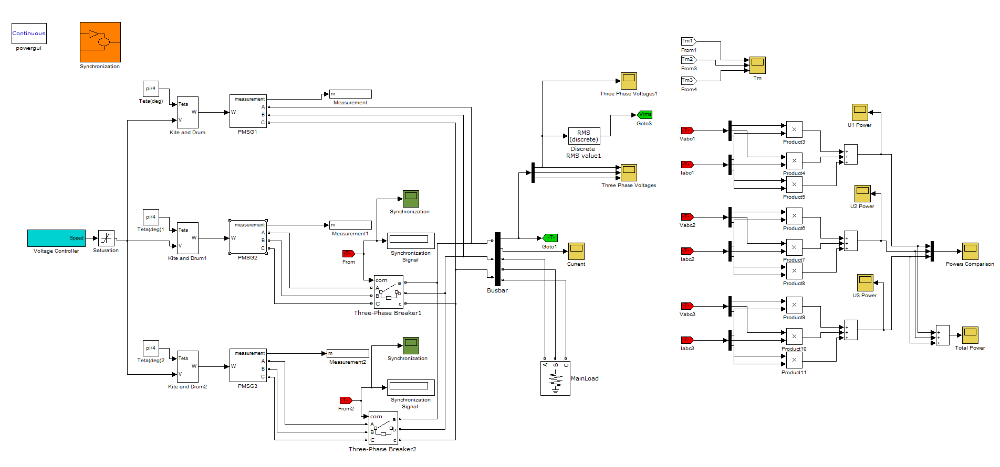 Continuous
powergui
Synchronization
pi/4
Teta(deg)
Teta
W
V
Kite and Drum
measurement
W
A
B
C
PMSG1
m
Measurement
pi/4
Teta(deg)1
Teta
W
V
Kite and Drum1
measurement
W
A
B
C
PMSG2
m
Measurement1
Speed
Voltage Controller
Saturation
Synchronization
Synchronization
Signal
-T-
From
com
A
B
C
a
b
c
Three-Phase Breaker1
pi/4
Teta(deg)2
Teta
W
V
Kite and Drum2
measurement
W
A
B
C
PMSG3
m
Measurement2
Synchronization
Synchronization
Signal
-T-
From2
com
A
B
C
a
b
c
Three-Phase Breaker2
Busbar
Three Phase Voltages1
Vrms
Goto3
RMS
(discrete)
Discrete
RMS value1
Three Phase Voltages
-T-
Goto1
Current
A
B
C
MainLoad
Tm1
From1
Tm2
From3
Tm3
From4
Tm
-T-
Vabc1
-T-
Iabc1
×
Product3
×
Product4
×
Product5
+
+
+
U1 Power
-T-
Vabc2
-T-
Iabc2
×
Product6
×
Product7
×
Product8
+
+
+
U2 Power
-T-
Vabc3
-T-
Iabc3
×
Product9
×
Product10
×
Product11
+
+
+
U3 Power
Powers Comparison
+
+
+
Total Power